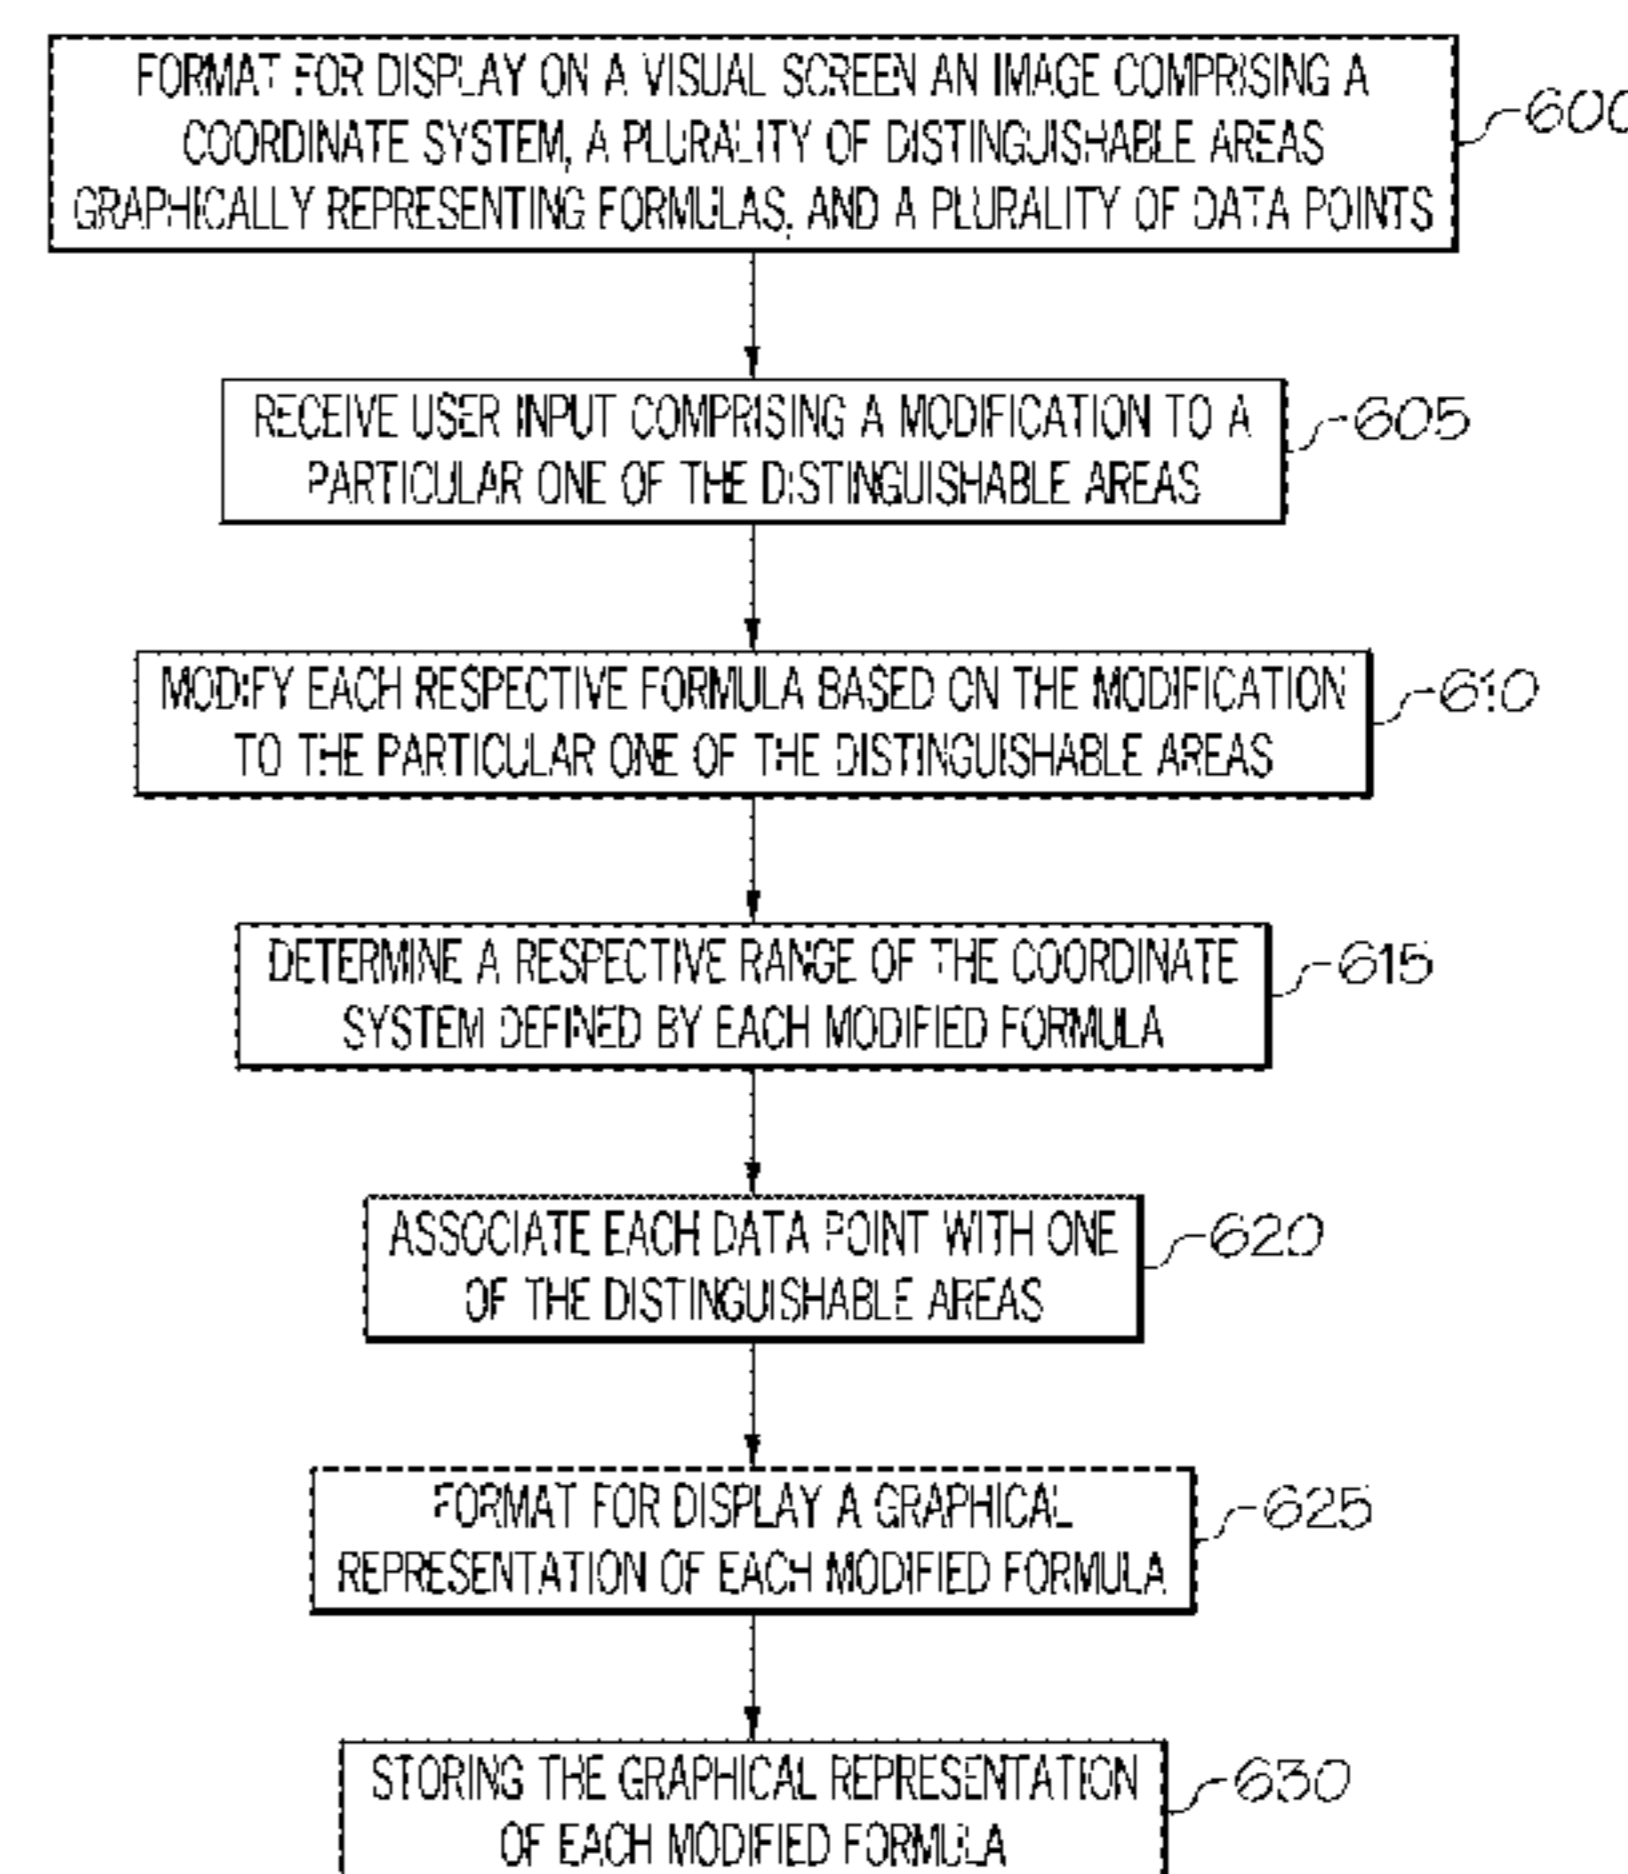 FORMAT FOR DISPLAY ON A VISUAL SCREEN AN IMAGE COMPRISING A
COORDINATE SYSTEM, A PLURALITY OF DISTINGUISHABLE AREAS
GRAPHICALLY REPRESENTING FORMULAS, AND A PLURALITY OF DATA POINTS
600
RECEIVE USER INPUT COMPRISING A MODIFICATION TO A
PARTICULAR ONE OF THE DISTINGUISHABLE AREAS
605
MODIFY EACH RESPECTIVE FORMULA BASED ON THE MODIFICATION
TO THE PARTICULAR ONE OF THE DISTINGUISHABLE AREAS
610
DETERMINE A RESPECTIVE RANGE OF THE COORDINATE
SYSTEM DEFINED BY EACH MODIFIED FORMULA
615
ASSOCIATE EACH DATA POINT WITH ONE
OF THE DISTINGUISHABLE AREAS
620
FORMAT FOR DISPLAY A GRAPHICAL
REPRESENTATION OF EACH MODIFIED FORMULA
625
STORING THE GRAPHICAL REPRESENTATION
OF EACH MODIFIED FORMULA
630